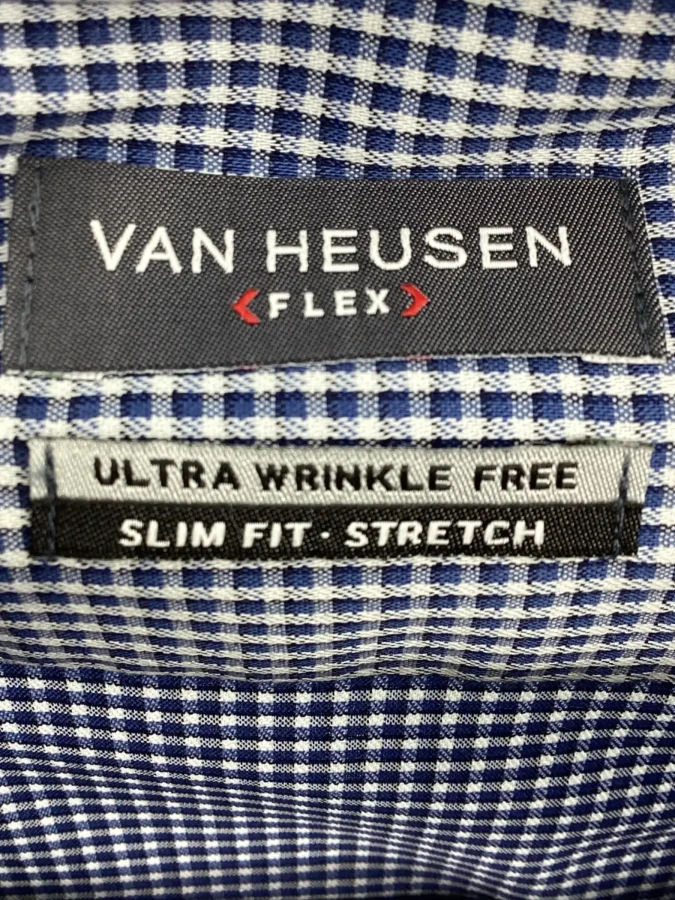 VAN HEUSEN
<FLEX>
ULTRA WRINKLE FREE
SLIM FIT · STRETCH